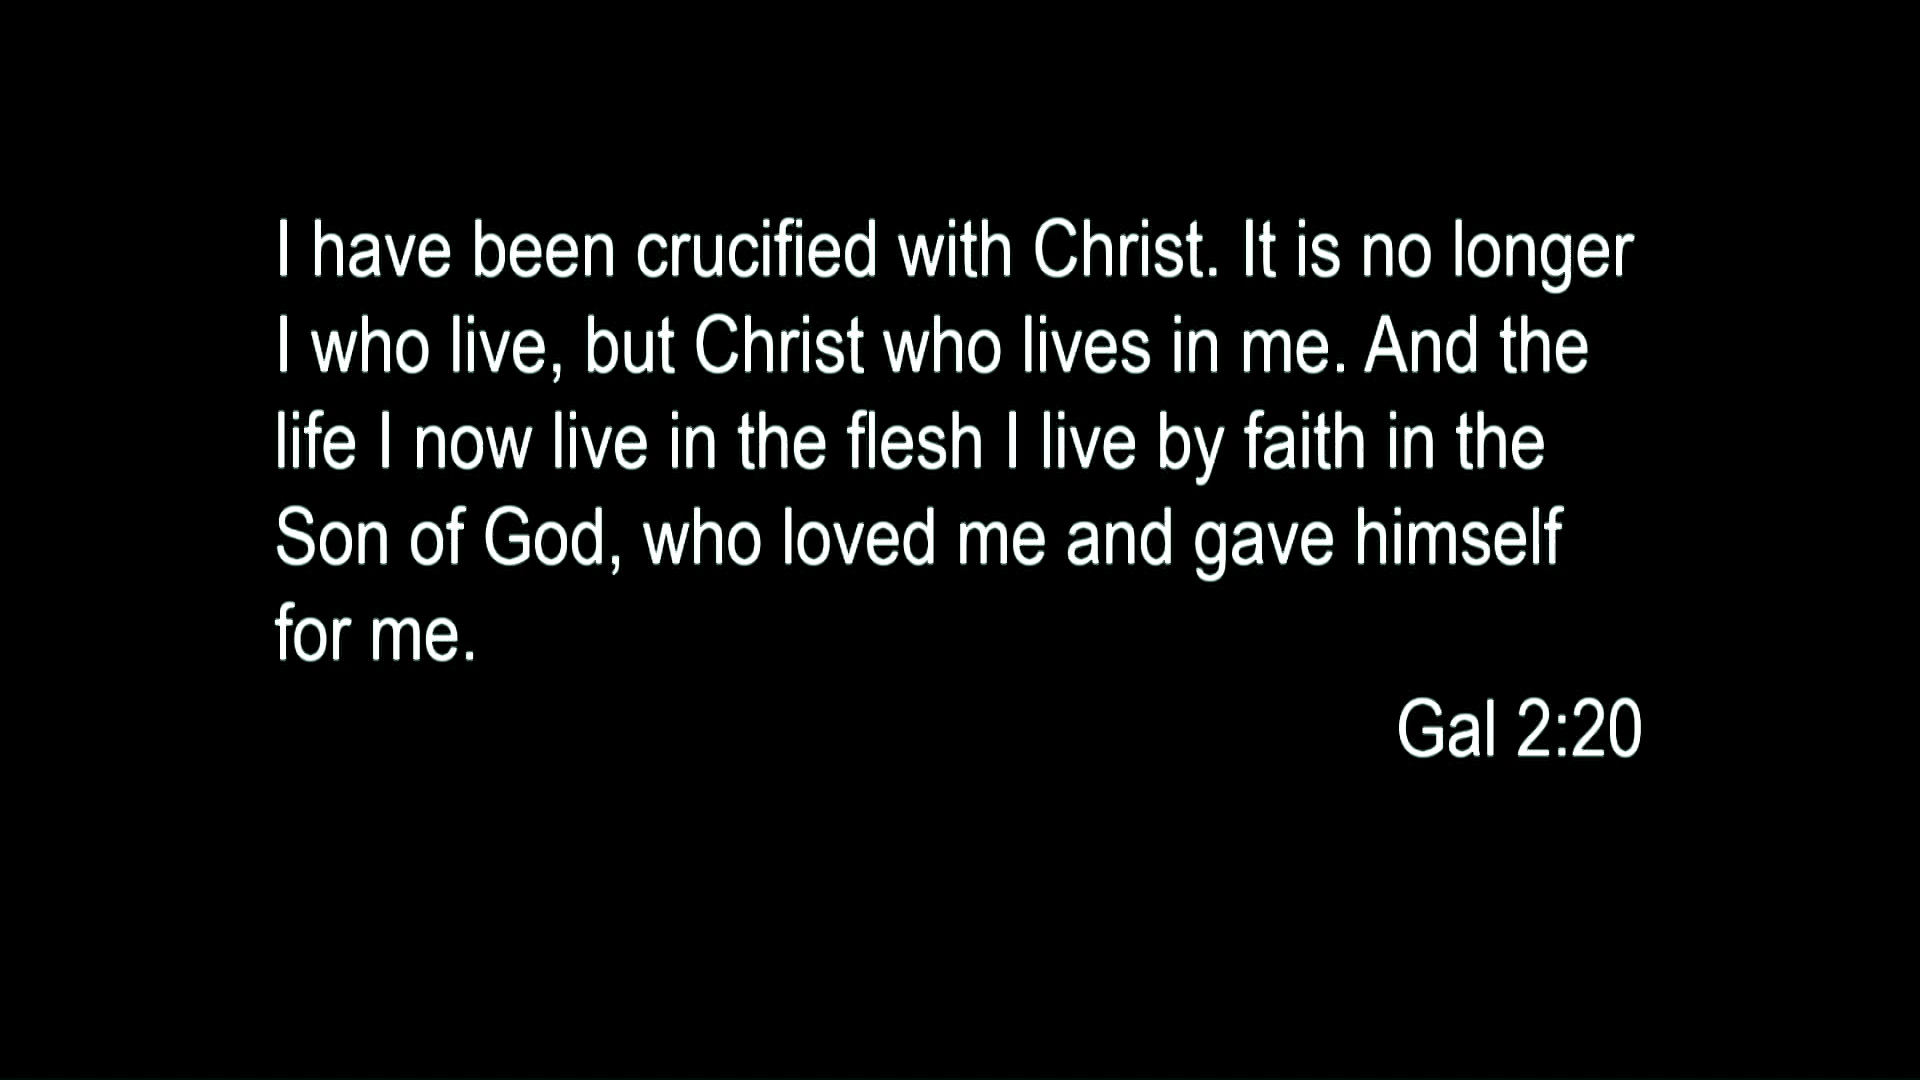 I have been crucified with Christ. It is no longer
I who live, but Christ who lives in me. And the
life I now live in the flesh I live by faith in the
Son of God, who loved me and gave himself
for me.
Gal 2:20